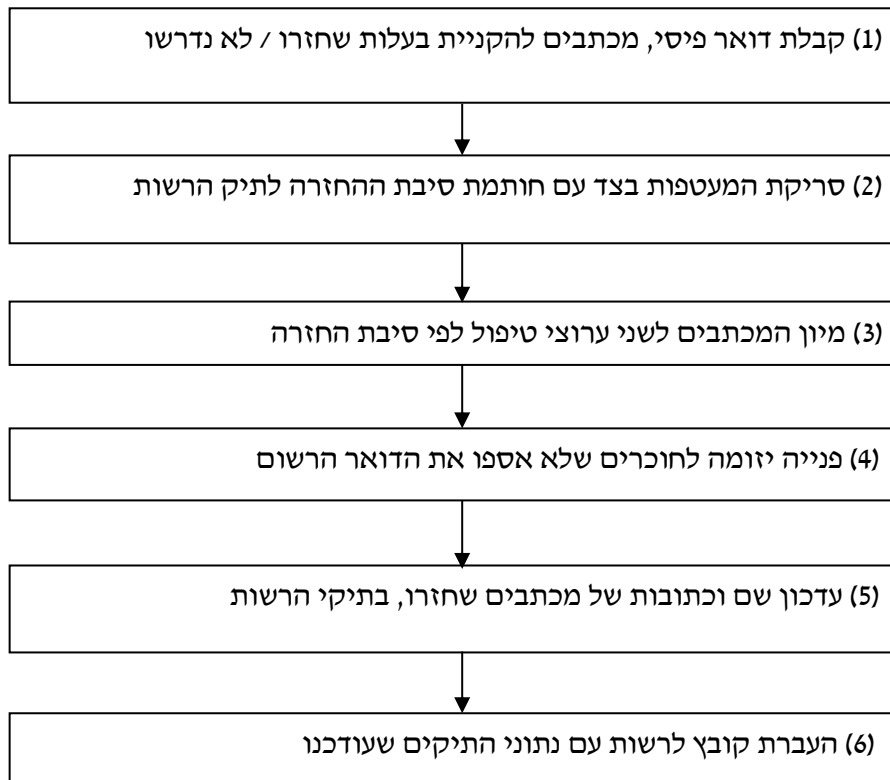 (1) קבלת דואר פיסי, מכתבים להקניית בעלות שחזרו / לא נדרשו
(2) סריקת המעטפות בצד עם חותמת סיבת ההחזרה לתיק הרשות
(3) מיון המכתבים לשני ערוצי טיפול לפי סיבת החזרה
(4) פנייה יזומה לחוכרים שלא אספו את הדואר הרשום
(5) עדכון שם וכתובות של מכתבים שחזרו, בתיקי הרשות
(6) העברת קובץ לרשות עם נתוני התיקים שעודכנו